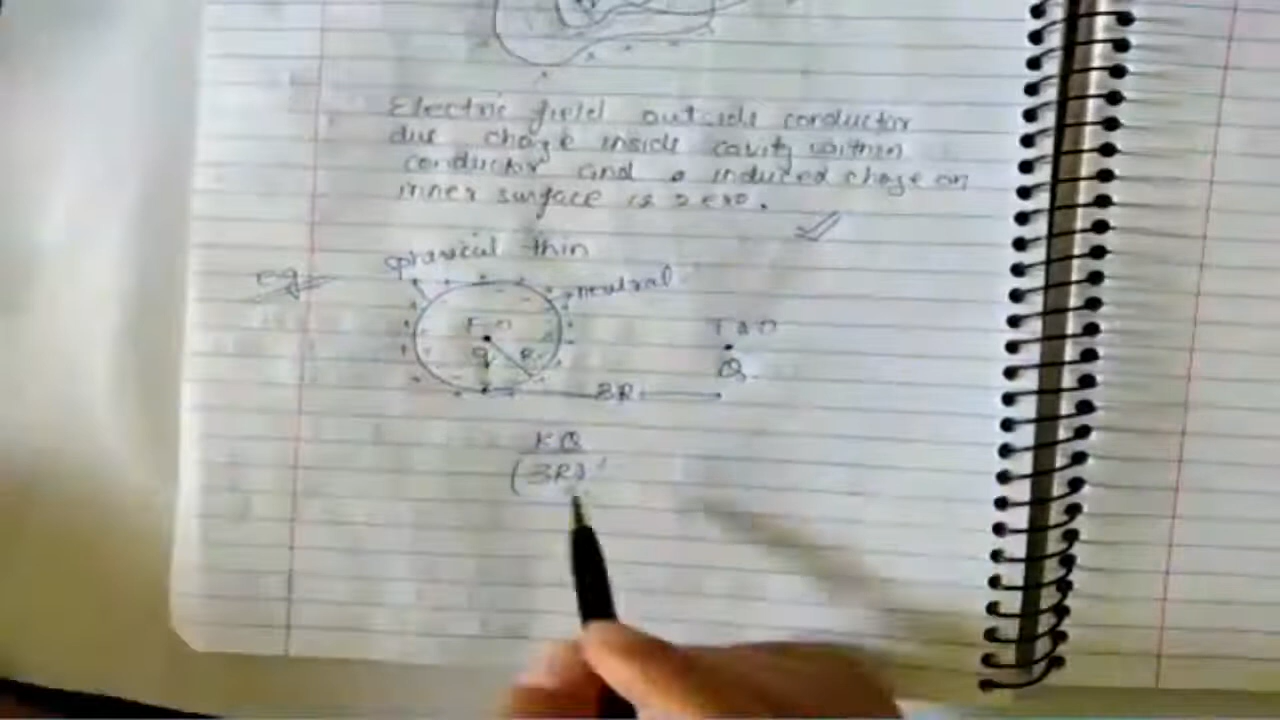 Electric field outside conductor
due charge inside cavity within
conductor and induced charge on
inner surface is zero.
spherical thin
eg
neutral
q
R
Q
3R
KQ
(3R)²